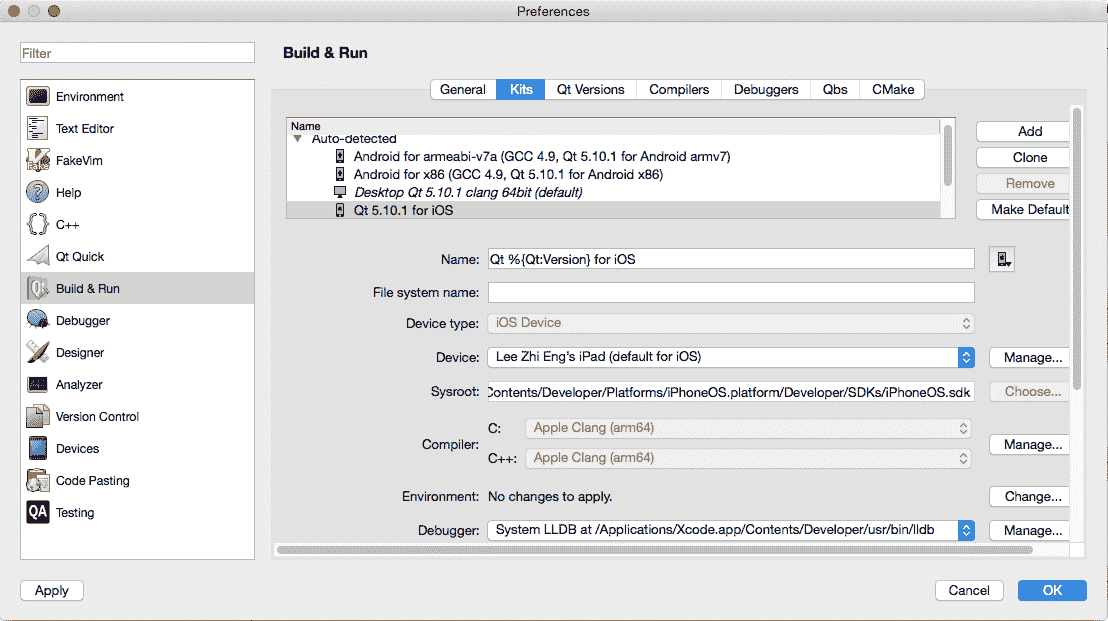 Preferences
Filter
Environment
Text Editor
FakeVim
Help
C++
Qt Quick
Build & Run
Debugger
Designer
Analyzer
Version Control
Devices
Code Pasting
QA Testing
Build & Run
General Kits Qt Versions Compilers Debuggers Qbs CMake
Name
Auto-detected
Android for armeabi-v7a (GCC 4.9, Qt 5.10.1 for Android armv7)
Android for x86 (GCC 4.9, Qt 5.10.1 for Android x86)
Desktop Qt 5.10.1 clang 64bit (default)
Qt 5.10.1 for iOS
Add
Clone
Remove
Make Default
Name: Qt %{Qt:Version} for iOS
File system name:
Device type: iOS Device
Device: Lee Zhi Eng's iPad (default for iOS) Manage...
Sysroot: Contents/Developer/Platforms/iPhoneOS.platform/Developer/SDKs/iPhoneOS.sdk Choose...
Compiler: C: Apple Clang (arm64)
C++: Apple Clang (arm64) Manage...
Environment: No changes to apply. Change...
Debugger: System LLDB at /Applications/Xcode.app/Contents/Developer/usr/bin/lldb Manage...
Apply Cancel OK